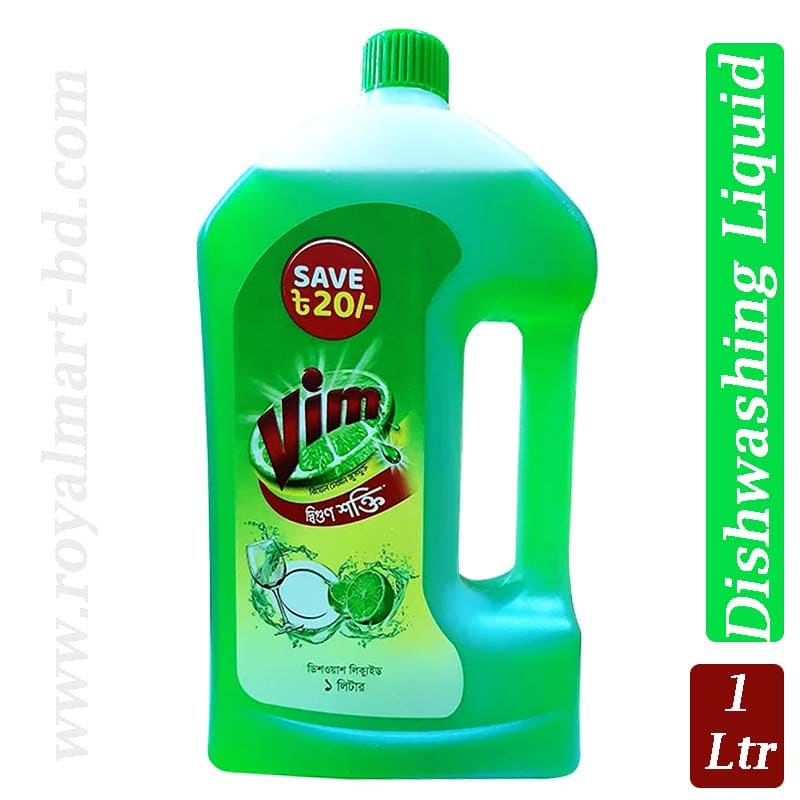 www.royalmart-bd.com
SAVE
৳20/-
Vim
দ্বিগুণ শক্তি
ডিশওয়াশ লিকুইড
১ লিটার
Dishwashing Liquid
1
Ltr